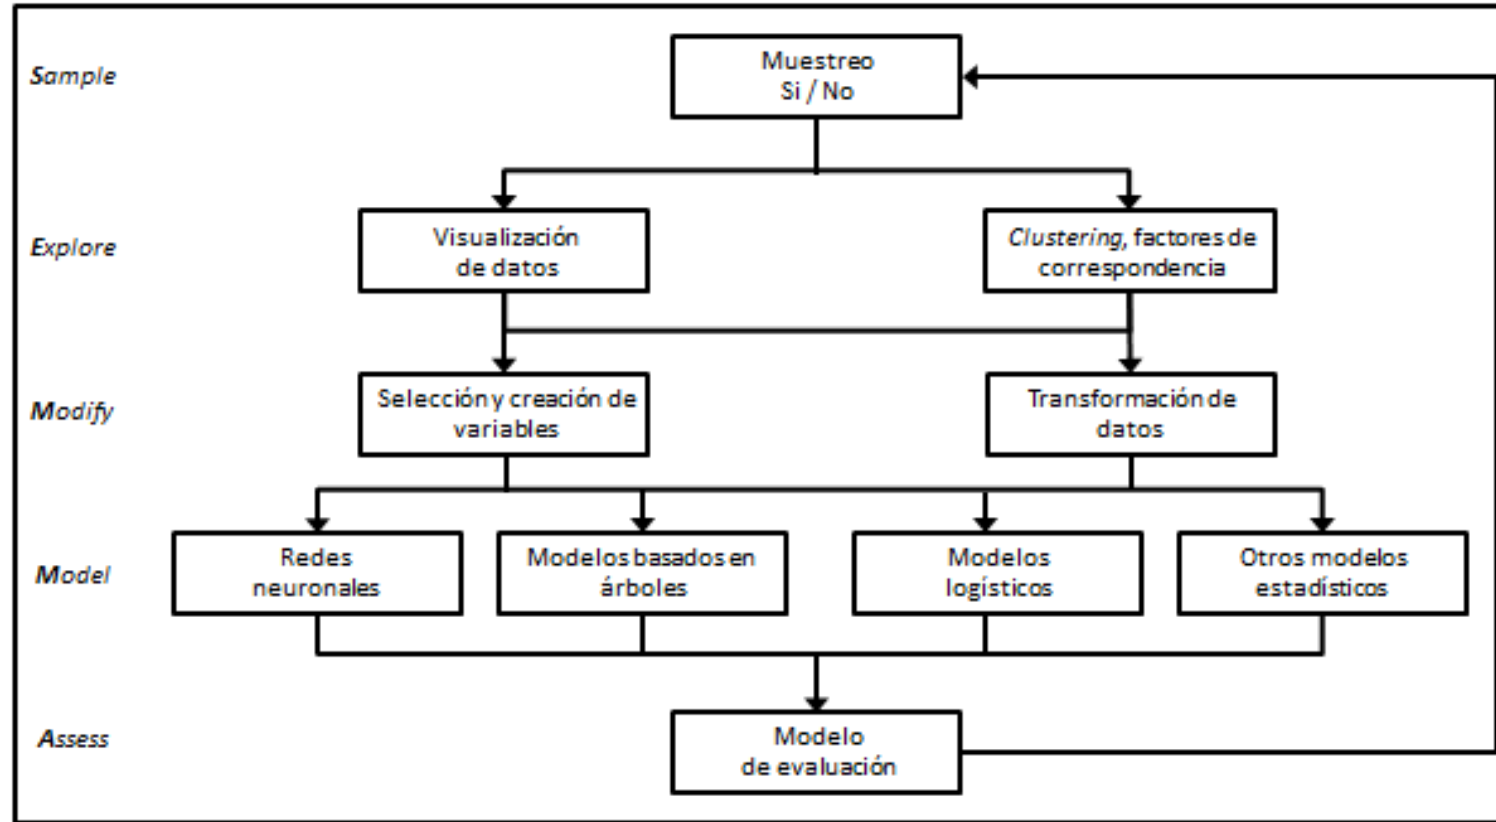 Sample
Muestreo
Si / No
Explore
Visualización
de datos
Clustering, factores de
correspondencia
Modify
Selección y creación de
variables
Transformación de
datos
Model
Redes
neuronales
Modelos basados en
árboles
Modelos
logísticos
Otros modelos
estadísticos
Assess
Modelo
de evaluación